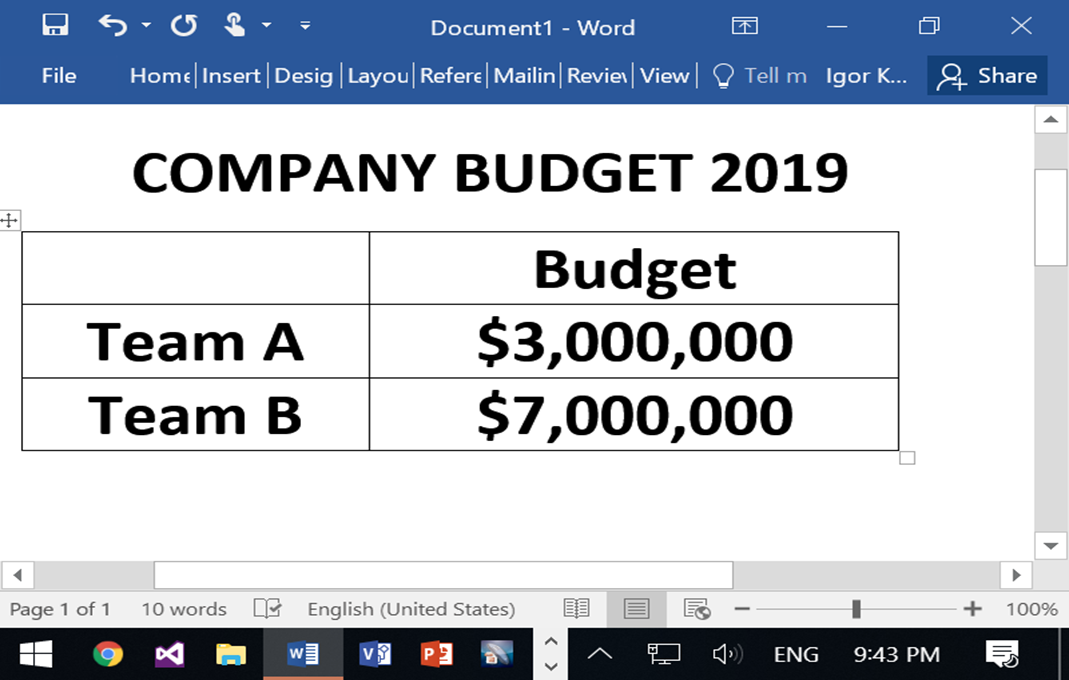 Document1 - Word
File Home Insert Desig Layou Refere Mailin Review View Tell m Igor K... Share
COMPANY BUDGET 2019
Budget
Team A $3,000,000
Team B $7,000,000
Page 1 of 1 10 words English (United States) 100%
ENG 9:43 PM